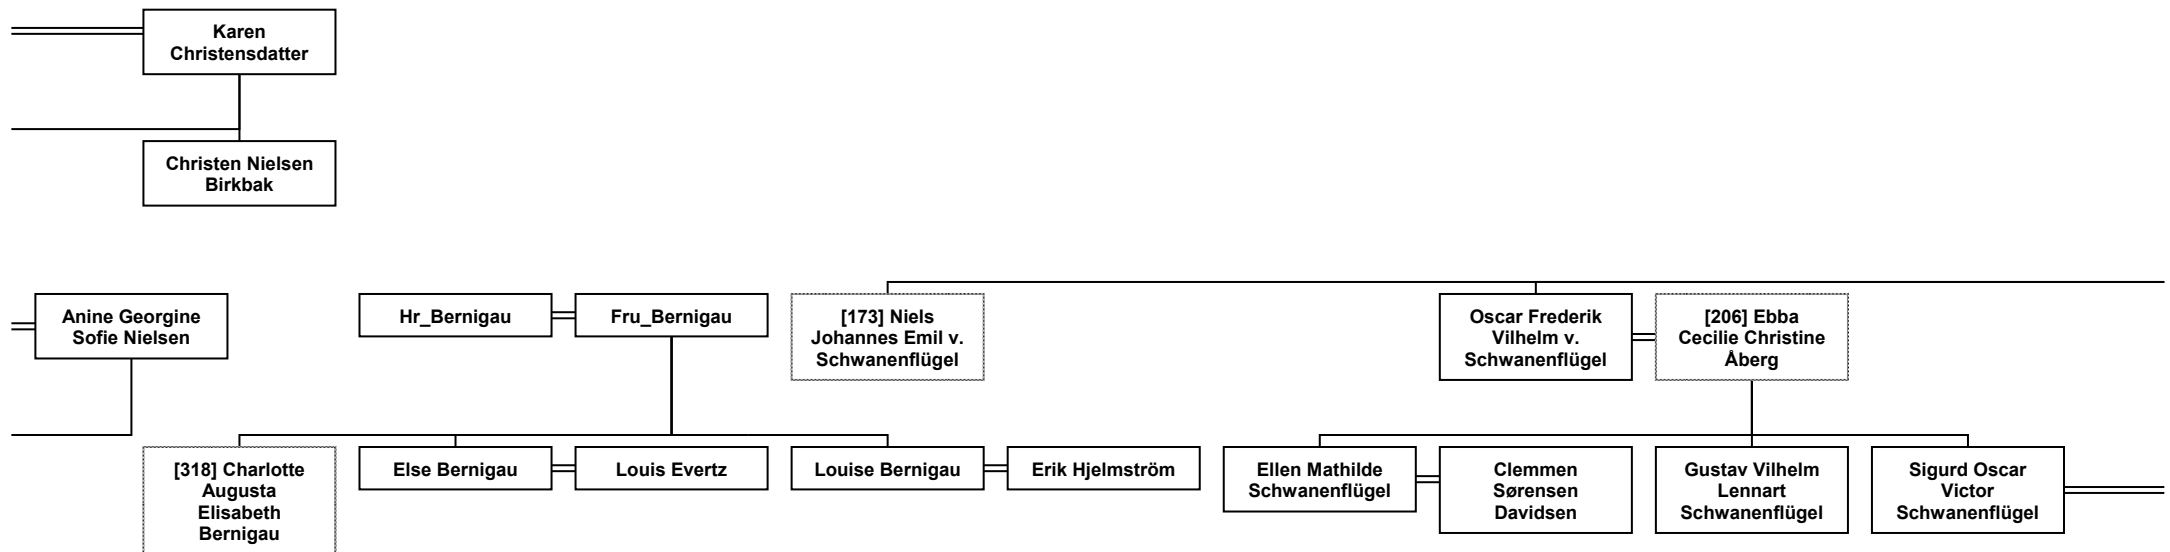 Karen
Christensdatter
Christen Nielsen
Birkbak
Anine Georgine
Sofie Nielsen
Hr_Bernigau
Fru_Bernigau
[173] Niels
Johannes Emil v.
Schwanenflügel
Oscar Frederik
Vilhelm v.
Schwanenflügel
[206] Ebba
Cecilie Christine
Åberg
[318] Charlotte
Augusta
Elisabeth
Bernigau
Else Bernigau
Louis Evertz
Louise Bernigau
Erik Hjelmström
Ellen Mathilde
Schwanenflügel
Clemmen
Sørensen
Davidsen
Gustav Vilhelm
Lennart
Schwanenflügel
Sigurd Oscar
Victor
Schwanenflügel